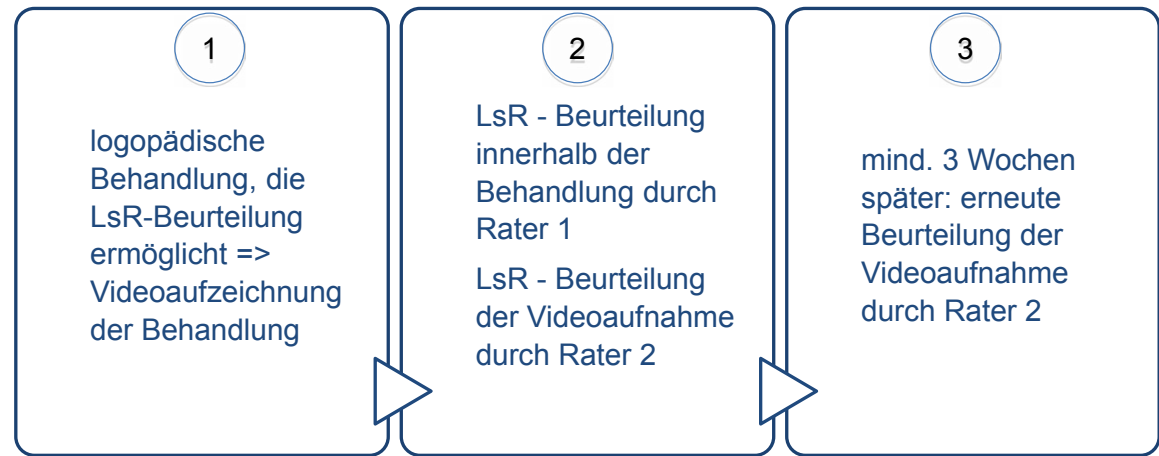 1
logopädische
Behandlung, die
LsR-Beurteilung
ermöglicht =>
Videoaufzeichnung
der Behandlung
2
LsR - Beurteilung
innerhalb der
Behandlung durch
Rater 1
LsR - Beurteilung
der Videoaufnahme
durch Rater 2
3
mind. 3 Wochen
später: erneute
Beurteilung der
Videoaufnahme
durch Rater 2